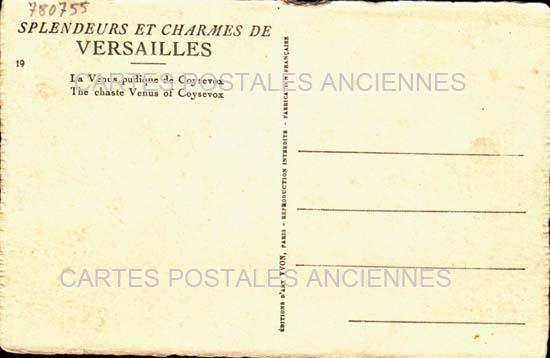 780755
SPLENDEURS ET CHARMES DE
VERSAILLES
19
La Vénus pudique de Coysevox
The chaste Venus of Coysevox
CARTES POSTALES ANCIENNES
ÉDITIONS D'ART YVON, PARIS - REPRODUCTION INTERDITE - FABRICATION FRANÇAISE
CARTES POSTALES ANCIENNES